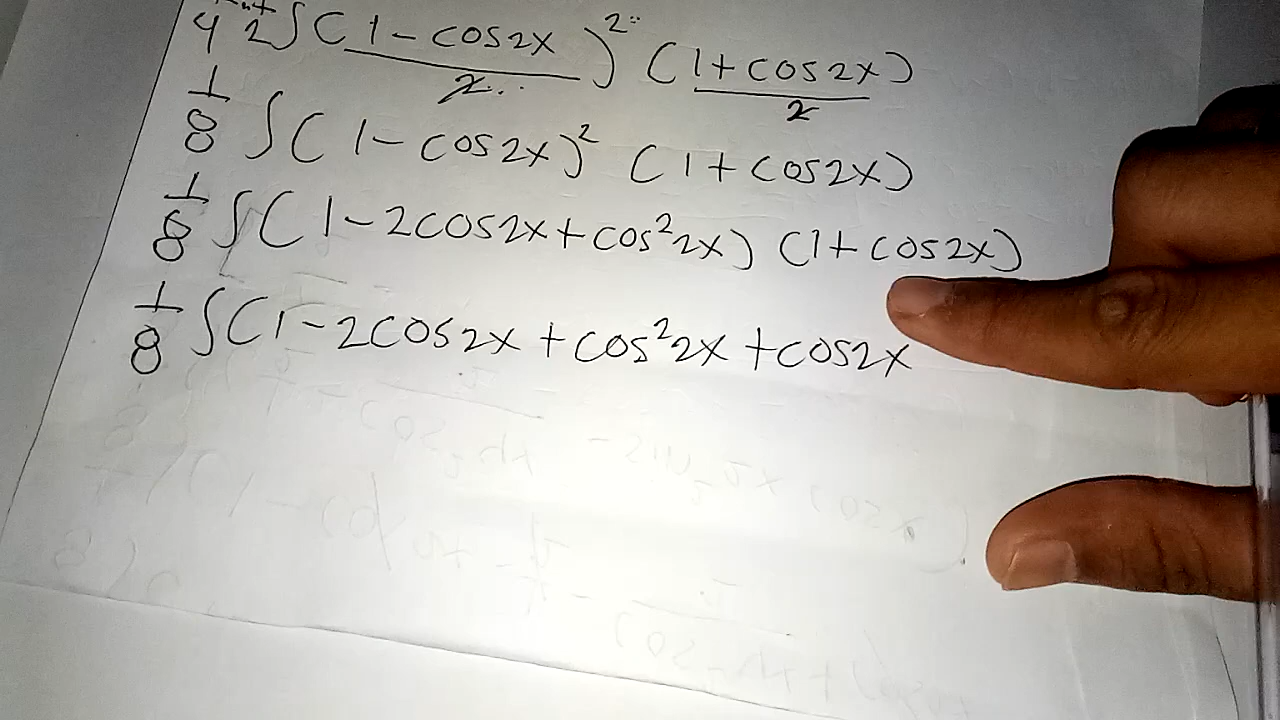 4 2∫(1-cos2x/2)² (1+cos2x/2)
1/8 ∫(1-cos2x)² (1+cos2x)
1/8 ∫(1-2cos2x+cos²2x) (1+cos2x)
1/8 ∫(1-2cos2x+cos²2x+cos2x